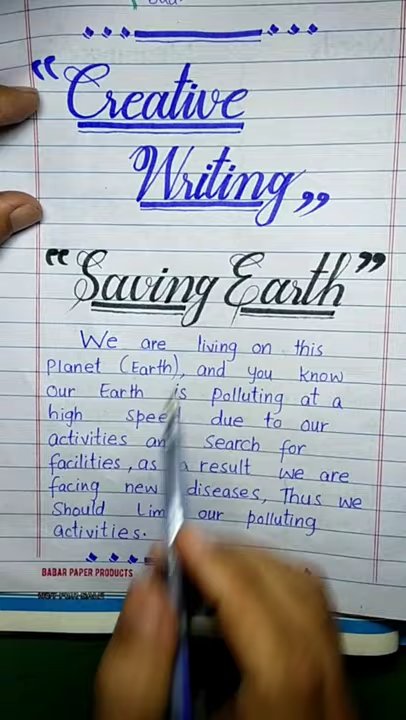 “Creative
Writing”
“Saving Earth”
We are living on this
Planet (Earth), and you know
Our Earth is polluting at a
high speed due to our
activities and Search for
facilities, as a result we are
facing new diseases, Thus we
Should our polluting
activities.
BABAR PAPER PRODUCTS